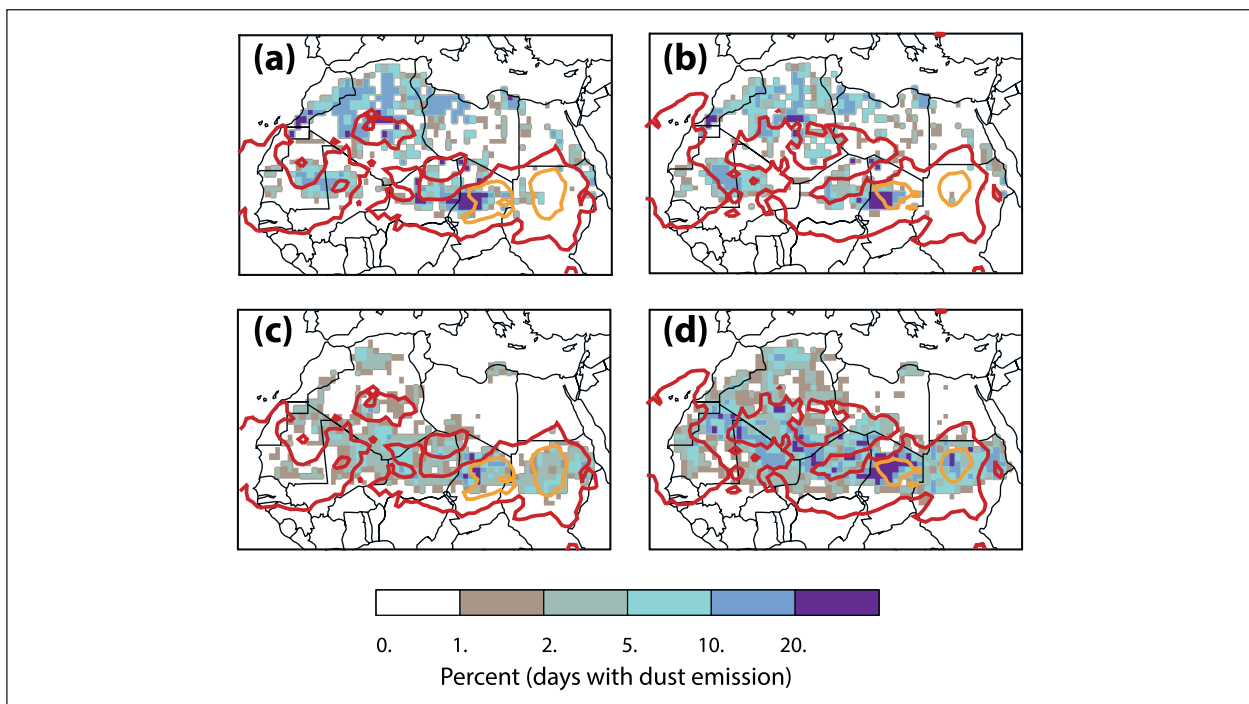 (a)
(b)
(c)
(d)
0. 1. 2. 5. 10. 20.
Percent (days with dust emission)